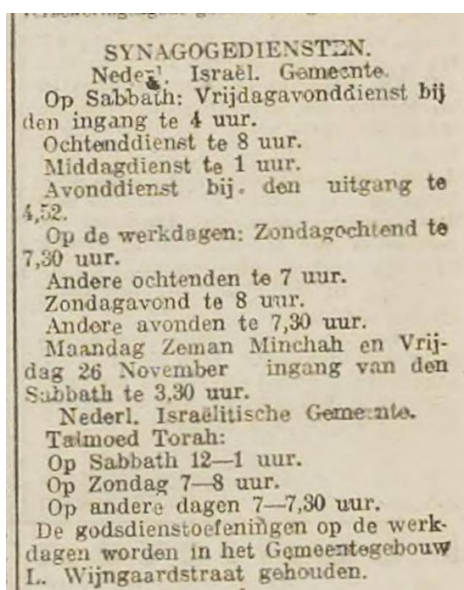 SYNAGOGEDIENSTEN.
Nederl. Israël. Gemeente.
Op Sabbath: Vrijdagavonddienst bij
den ingang te 4 uur.
Ochtenddienst te 8 uur.
Middagdienst te 1 uur.
Avonddienst bij den uitgang te
4,52.
Op de werkdagen: Zondagochtend te
7,30 uur.
Andere ochtenden te 7 uur.
Zondagavond te 8 uur.
Andere avonden te 7,30 uur.
Maandag Zeman Minchah en Vrij-
dag 26 November ingang van den
Sabbath te 3,30 uur.
Nederl. Israëlitische Gemeente.
Talmoed Torah:
Op Sabbath 12—1 uur.
Op Zondag 7—8 uur.
Op andere dagen 7—7,30 uur.
De godsdienstoefeningen op de werk-
dagen worden in het Gemeentegebouw
L. Wijngaardstraat gehouden.